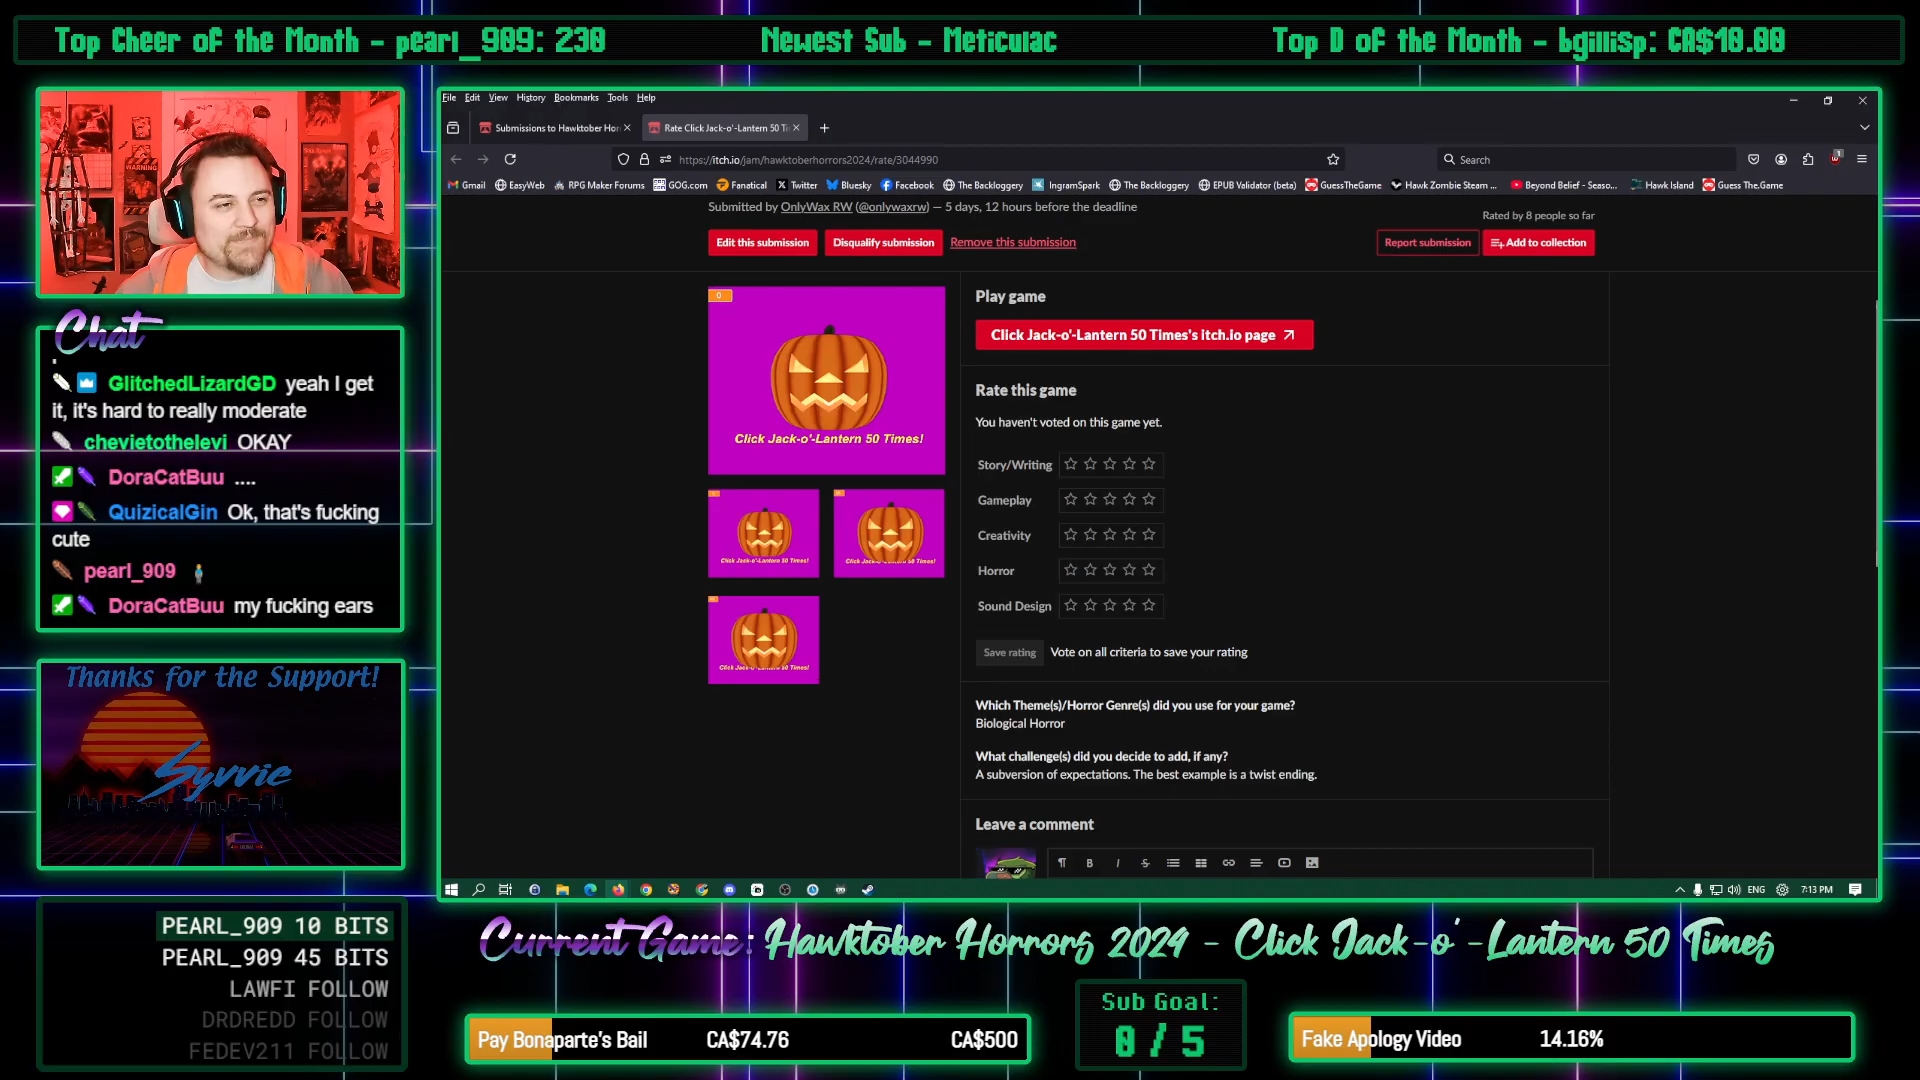 Top Cheer of the Month - pearl_909: 230
Newest Sub - Meticulac
Top D of the Month - bgillisp: CA$10.00
File Edit View History Bookmarks Tools Help
Submissions to Hawktober Hor
Rate Click Jack-o'-Lantern 50 Ti
https://itch.io/jam/hawktoberhorrors2024/rate/3044990
Search
Gmail EasyWeb RPG Maker Forums GOG.com Fanatical Twitter Bluesky Facebook The Backloggery IngramSpark The Backloggery EPUB Validator (beta) GuessTheGame Hawk Zombie Steam ... Beyond Belief - Seaso... Hawk Island Guess The.Game
Submitted by OnlyWax RW (@onlywaxrw) — 5 days, 12 hours before the deadline
Rated by 8 people so far
Edit this submission
Disqualify submission
Remove this submission
Report submission
Add to collection
0
Click Jack-o'-Lantern 50 Times!
Click Jack-o'-Lantern 50 Times!
Play game
Click Jack-o'-Lantern 50 Times's itch.io page
Rate this game
You haven't voted on this game yet.
Story/Writing
Gameplay
Creativity
Horror
Sound Design
Save rating
Vote on all criteria to save your rating
Which Theme(s)/Horror Genre(s) did you use for your game?
Biological Horror
What challenge(s) did you decide to add, if any?
A subversion of expectations. The best example is a twist ending.
Leave a comment
ENG
7:13 PM
WARNING
Chat
GlitchedLizardGD yeah I get
it, it's hard to really moderate
chevietothelevi OKAY
DoraCatBuu ....
QuizicalGin Ok, that's fucking
cute
pearl_909
DoraCatBuu my fucking ears
Thanks for the Support!
Syvvic
PEARL_909 10 BITS
PEARL_909 45 BITS
LAWFI FOLLOW
DRDREDD FOLLOW
FEDEV211 FOLLOW
Current Game: Hawktober Horrors 2024 - Click Jack-o'-Lantern 50 Times
Pay Bonaparte's Bail CA$74.76 CA$500
Sub Goal:
0 / 5
Fake Apology Video 14.16%